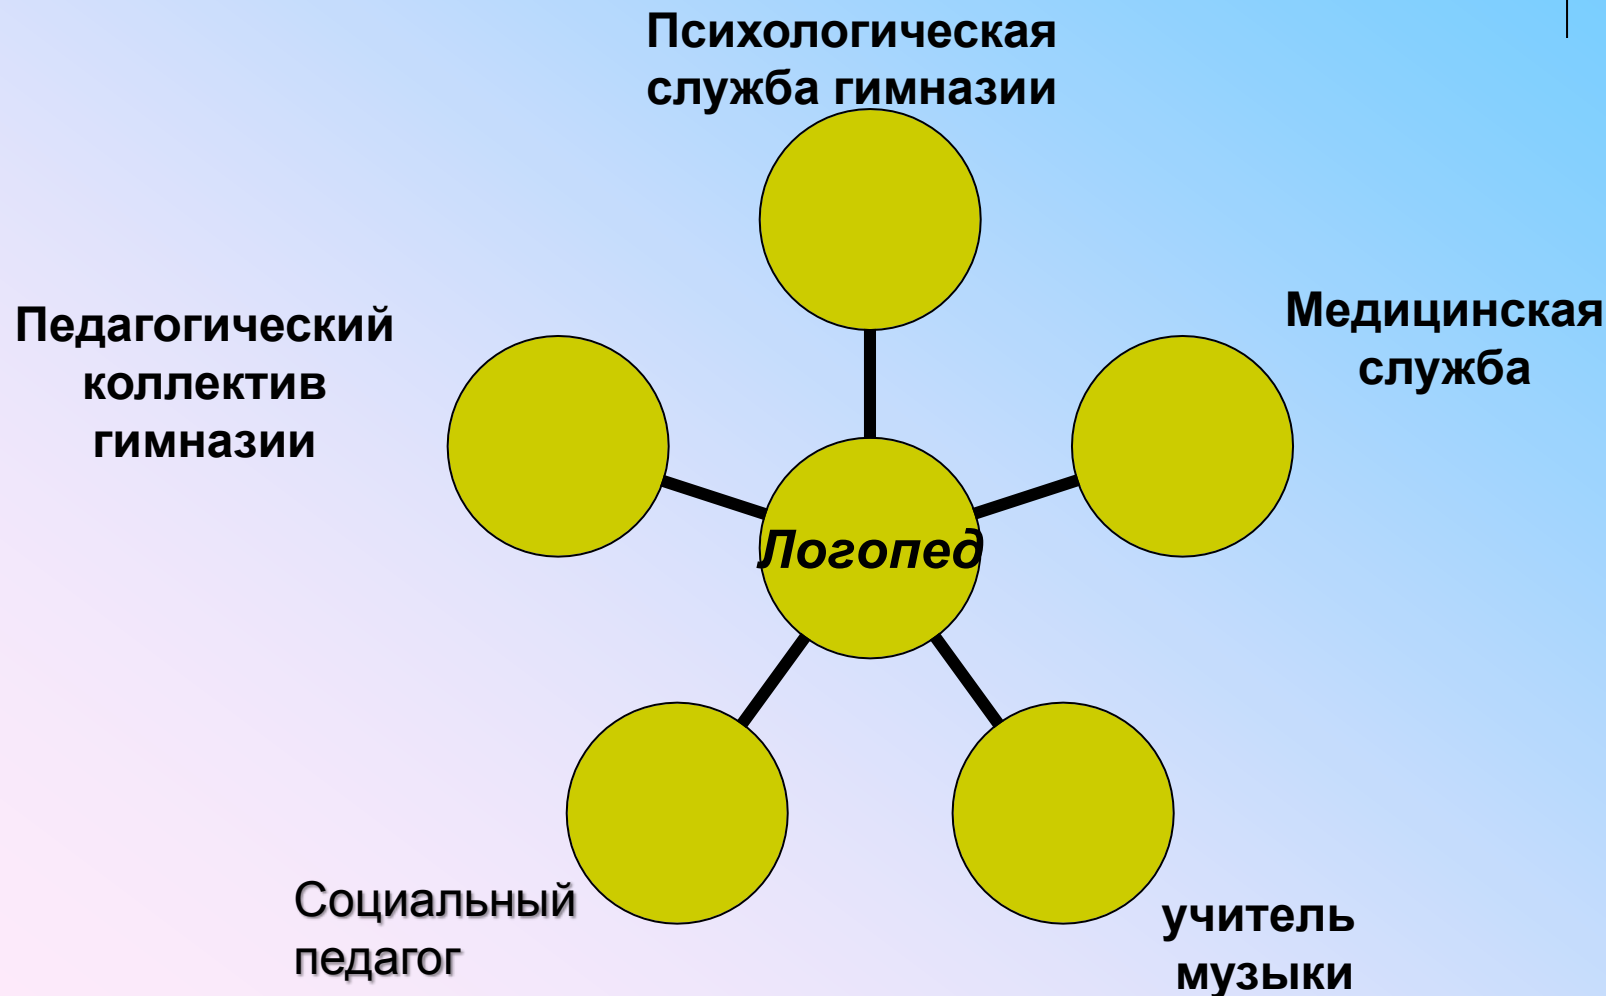 Психологическая
служба гимназии
Педагогический
коллектив
гимназии
Медицинская
служба
Логопед
Социальный
педагог
учитель
музыки